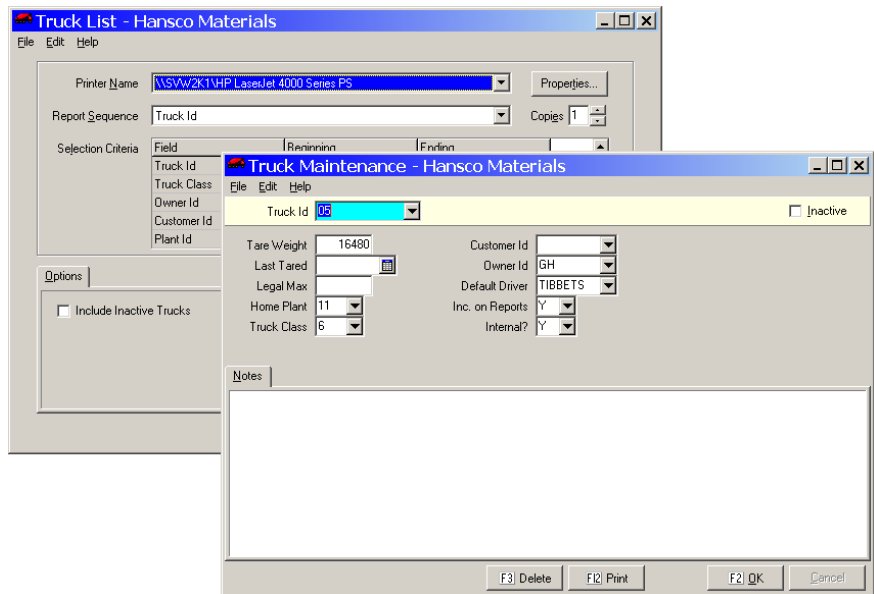 Truck List - Hansco Materials
File Edit Help
Printer Name \\SVW2K1\HP LaserJet 4000 Series PS Properties...
Report Sequence Truck Id Copies 1
Selection Criteria Field Beginning Ending
Truck Id
Truck Class
Owner Id
Customer Id
Plant Id
Options
Include Inactive Trucks
Truck Maintenance - Hansco Materials
File Edit Help
Truck Id 05 Inactive
Tare Weight 16480 Customer Id
Last Tared Owner Id GH
Legal Max Default Driver TIBBETS
Home Plant 11 Inc. on Reports Y
Truck Class 6 Internal? Y
Notes
F3 Delete F12 Print F2 OK Cancel